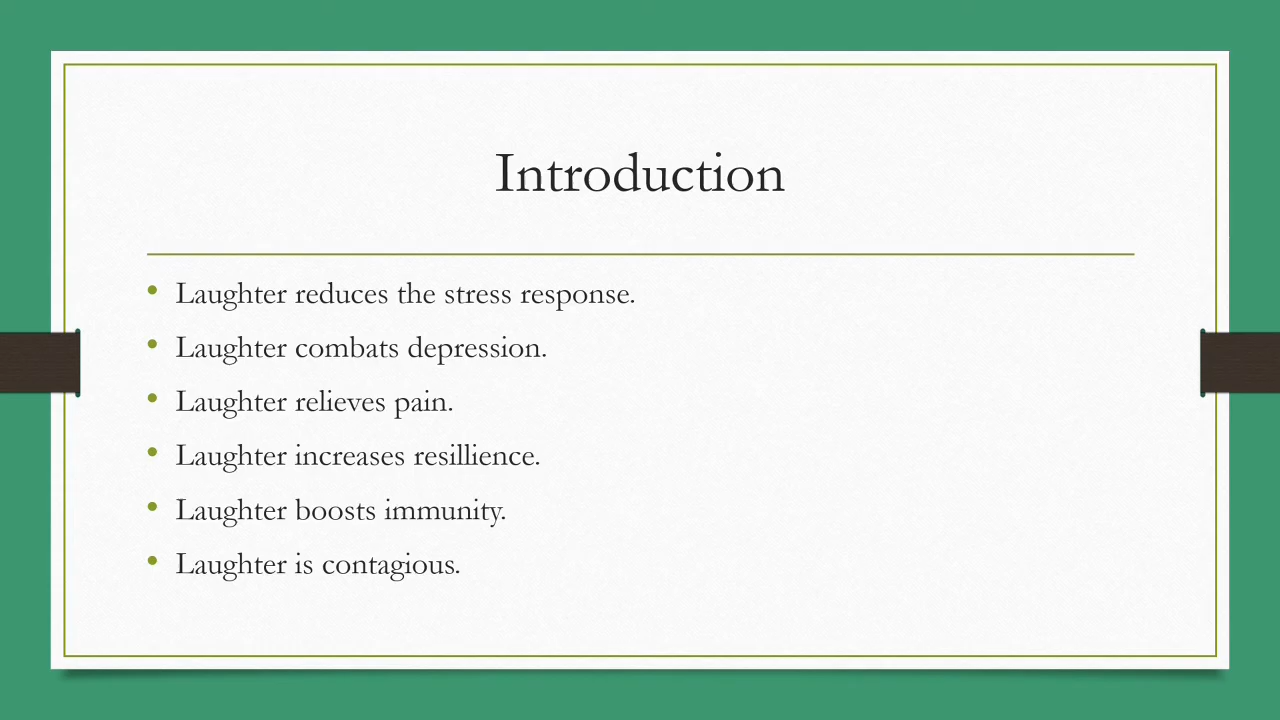 Introduction
• Laughter reduces the stress response.
• Laughter combats depression.
• Laughter relieves pain.
• Laughter increases resillience.
• Laughter boosts immunity.
• Laughter is contagious.